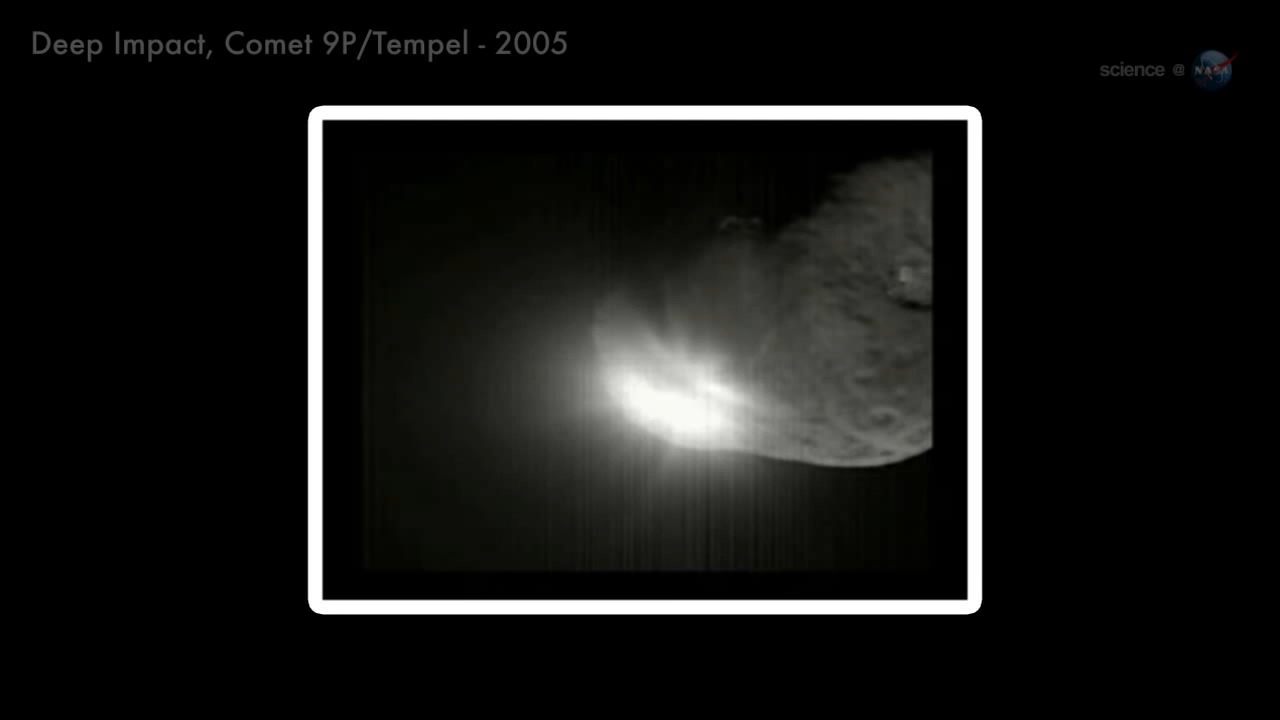 Deep Impact, Comet 9P/Tempel - 2005
science @ NASA